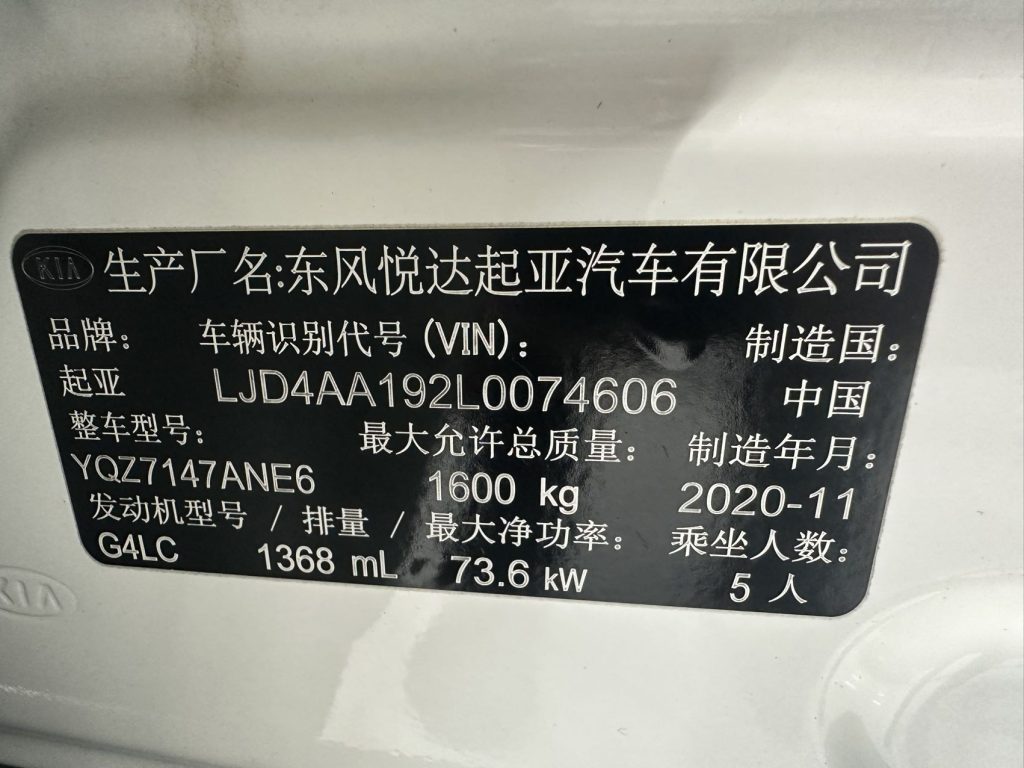 KIA 生产厂名:东风悦达起亚汽车有限公司
品牌: 车辆识别代号 (VIN): 制造国:
起亚 LJD4AA192L0074606 中国
整车型号: 最大允许总质量: 制造年月:
YQZ7147ANE6 1600 kg 2020-11
发动机型号 / 排量 / 最大净功率: 乘坐人数:
G4LC 1368 mL 73.6 kW 5 人
KIA